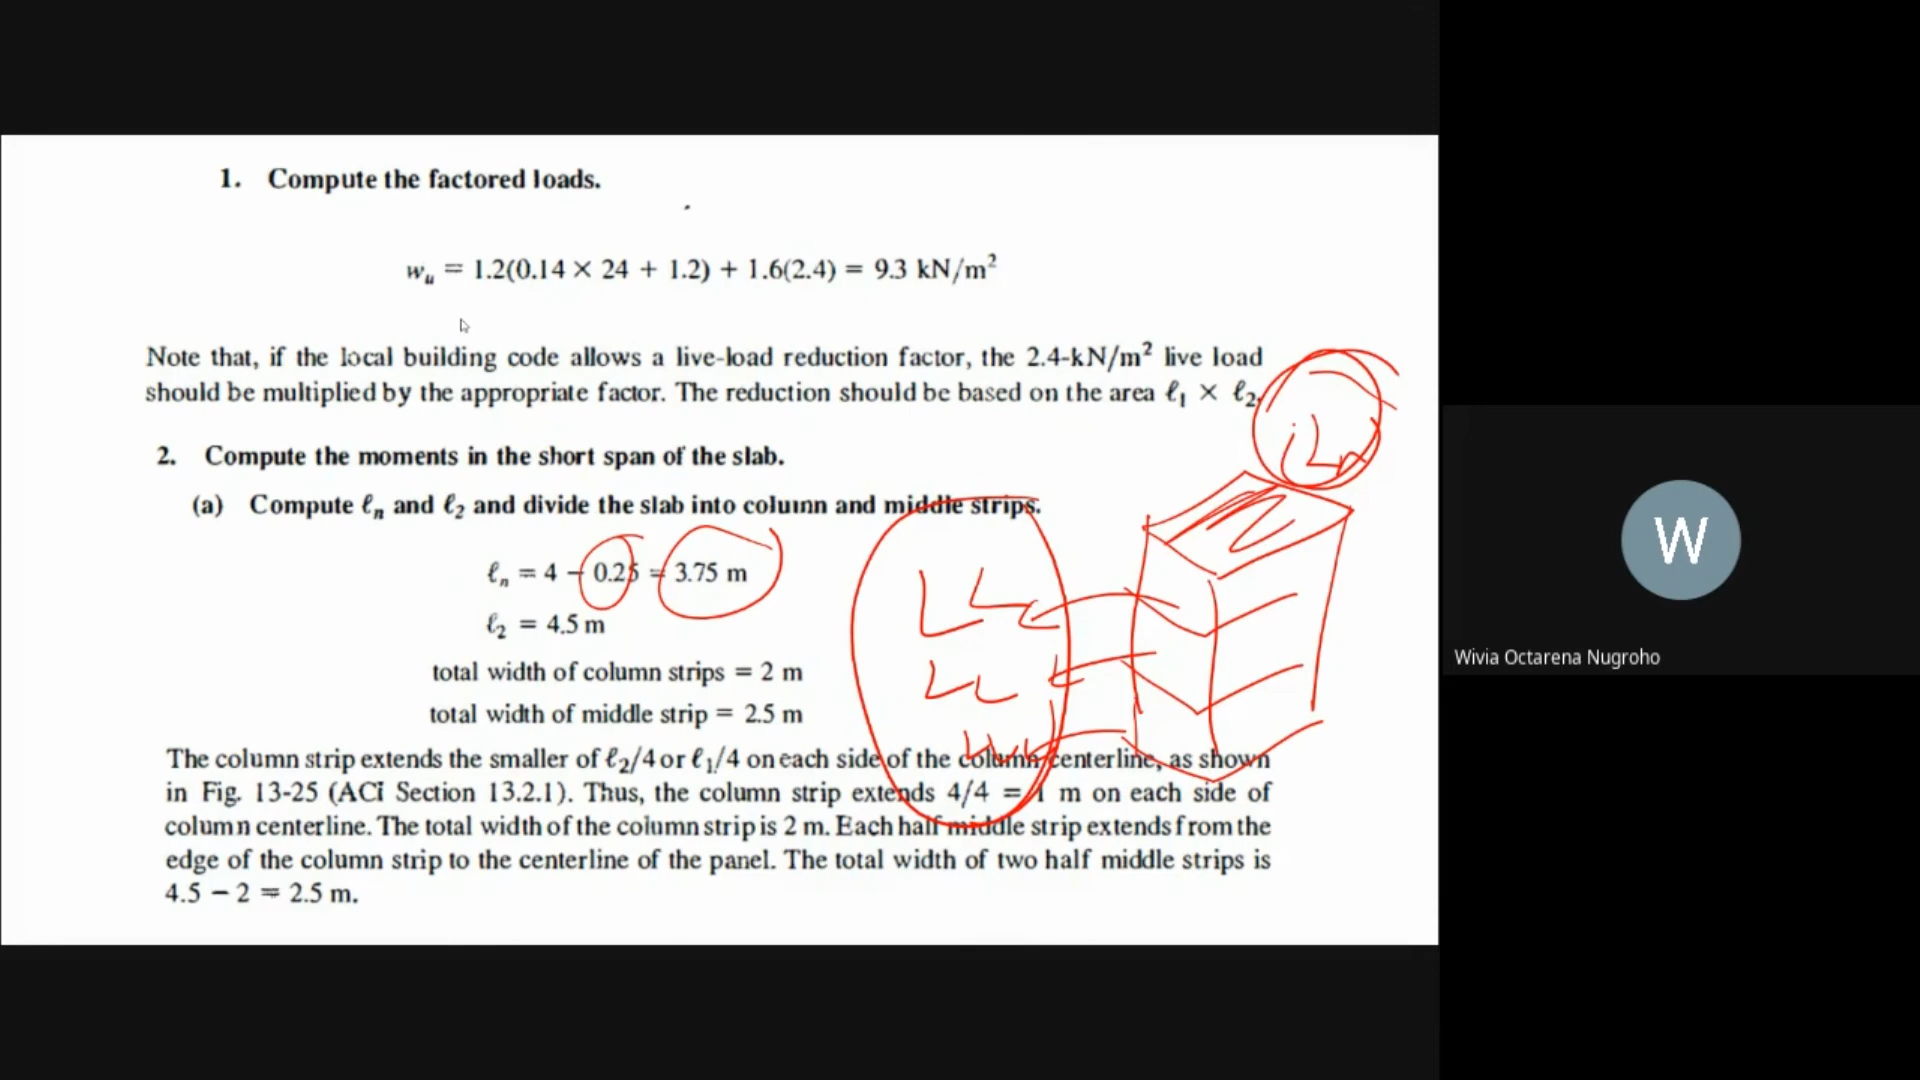 1. Compute the factored loads.
wᵤ = 1.2(0.14 × 24 + 1.2) + 1.6(2.4) = 9.3 kN/m²
Note that, if the local building code allows a live-load reduction factor, the 2.4-kN/m² live load
should be multiplied by the appropriate factor. The reduction should be based on the area ℓ₁ × ℓ₂.
2. Compute the moments in the short span of the slab.
(a) Compute ℓₙ and ℓ₂ and divide the slab into column and middle strips.
ℓₙ = 4 − 0.25 = 3.75 m
ℓ₂ = 4.5 m
total width of column strips = 2 m
total width of middle strip = 2.5 m
The column strip extends the smaller of ℓ₂/4 or ℓ₁/4 on each side of the column centerline, as shown
in Fig. 13-25 (ACI Section 13.2.1). Thus, the column strip extends 4/4 = 1 m on each side of
column centerline. The total width of the column strip is 2 m. Each half middle strip extends from the
edge of the column strip to the centerline of the panel. The total width of two half middle strips is
4.5 − 2 = 2.5 m.
LL
LL
W
Wivia Octarena Nugroho